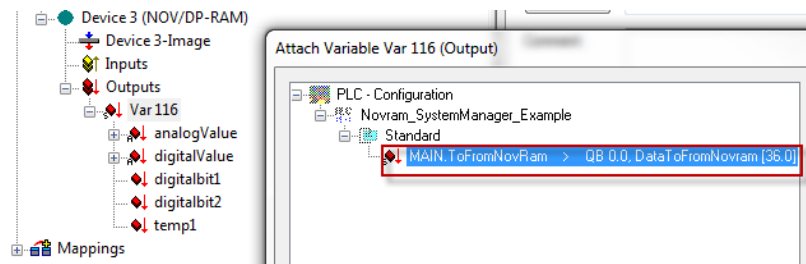 Device 3 (NOV/DP-RAM)
Device 3-Image
Inputs
Outputs
Var 116
analogValue
digitalValue
digitalbit1
digitalbit2
temp1
Mappings
Comment:
Attach Variable Var 116 (Output)
PLC - Configuration
Novram_SystemManager_Example
Standard
MAIN.ToFromNovRam > QB 0.0, DataToFromNovram [36.0]